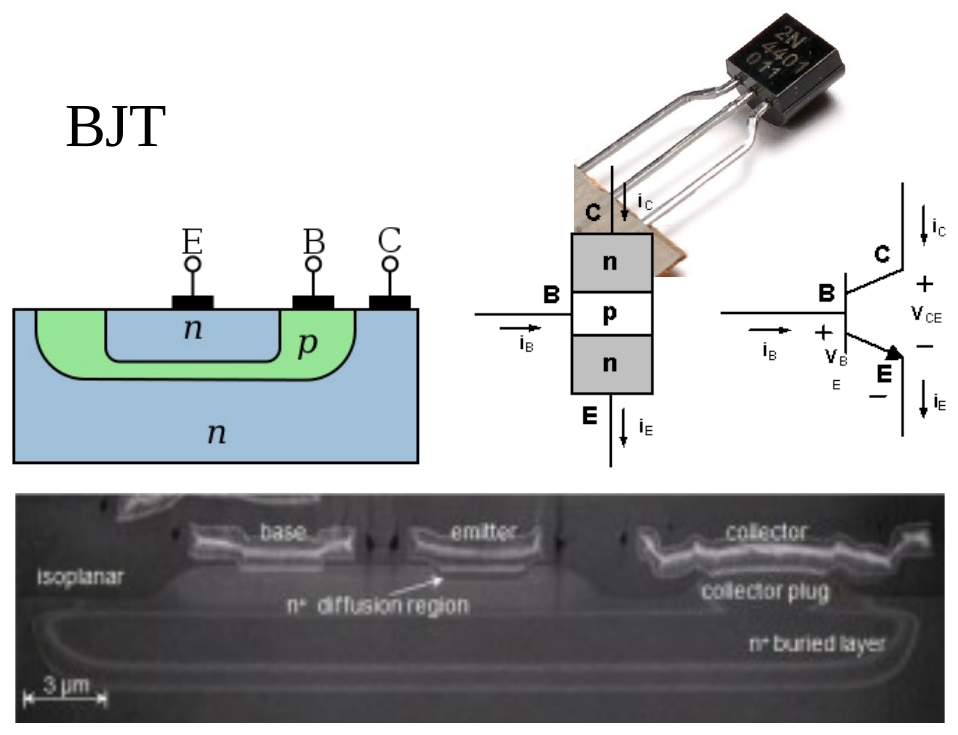 BJT
2N
4401
011
E
B
C
n
p
n
C
iC
n
B
p
iB
n
E
iE
iC
C
+
B
vCE
iB
+
vB
E
−
E
−
iE
base
emitter
collector
isoplanar
n+ diffusion region
collector plug
n+ buried layer
3 µm